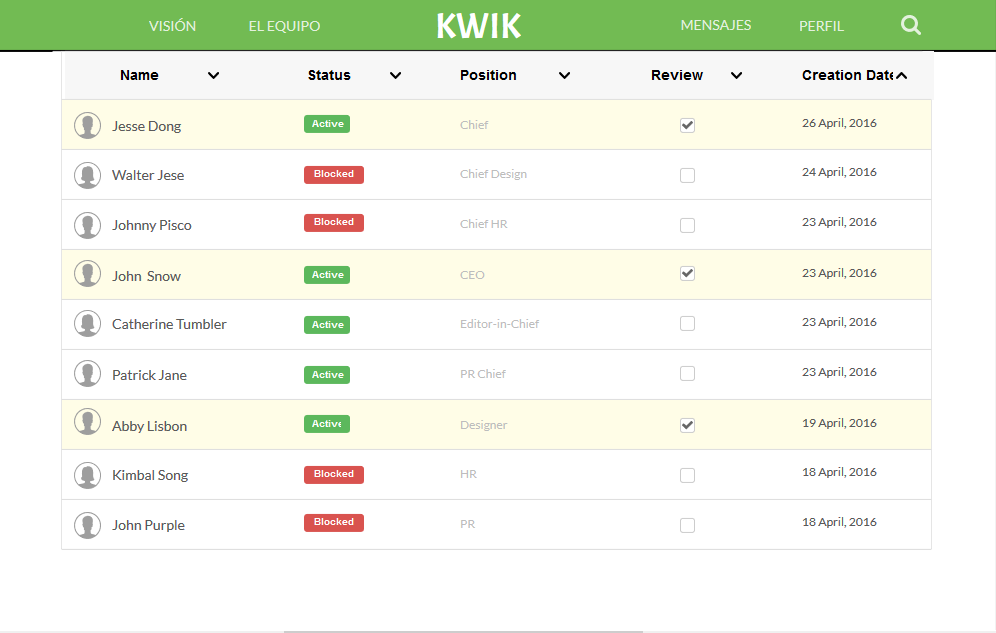 VISIÓN EL EQUIPO KWIK MENSAJES PERFIL
Name Status Position Review Creation Date
Jesse Dong Active Chief 26 April, 2016
Walter Jese Blocked Chief Design 24 April, 2016
Johnny Pisco Blocked Chief HR 23 April, 2016
John Snow Active CEO 23 April, 2016
Catherine Tumbler Active Editor-in-Chief 23 April, 2016
Patrick Jane Active PR Chief 23 April, 2016
Abby Lisbon Active Designer 19 April, 2016
Kimbal Song Blocked HR 18 April, 2016
John Purple Blocked PR 18 April, 2016